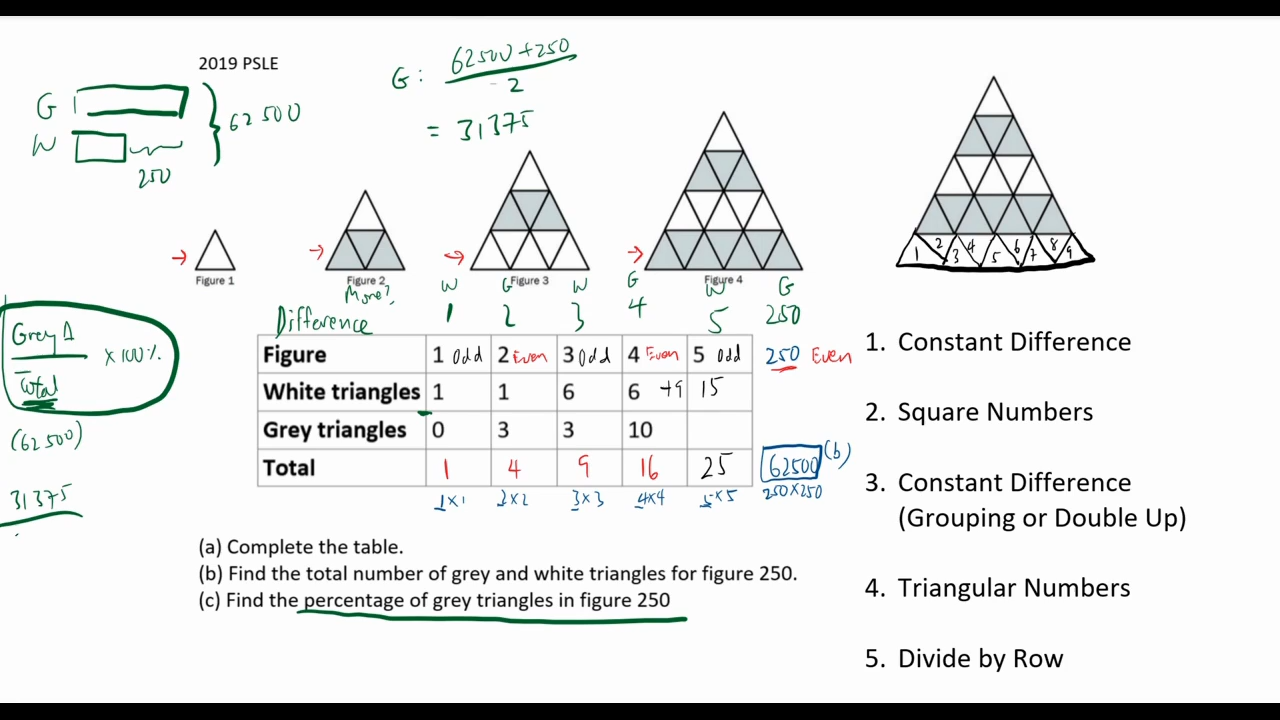 2019 PSLE
G
W
250
62500
G: 62500+250
2
= 31375
Figure 1
Figure 2
Figure 3
Figure 4
1 2 3 4 5 6 7 8 9
More?
W G W G W G
Difference 1 2 3 4 5 250
Figure 1 Odd 2 Even 3 Odd 4 Even 5 Odd 250 Even
White triangles 1 1 6 6 +9 15
Grey triangles 0 3 3 10
Total 1 4 9 16 25 62500 (b)
1×1 2×2 3×3 4×4 5×5 250×250
Grey Δ
Total
× 100%
(62500)
31375
(a) Complete the table.
(b) Find the total number of grey and white triangles for figure 250.
(c) Find the percentage of grey triangles in figure 250
1. Constant Difference
2. Square Numbers
3. Constant Difference
(Grouping or Double Up)
4. Triangular Numbers
5. Divide by Row